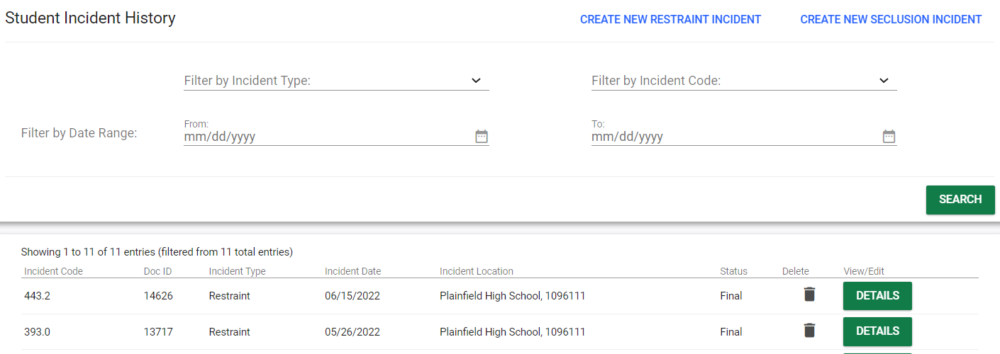 Student Incident History CREATE NEW RESTRAINT INCIDENT CREATE NEW SECLUSION INCIDENT
Filter by Incident Type: Filter by Incident Code:
Filter by Date Range: From: To:
mm/dd/yyyy mm/dd/yyyy
SEARCH
Showing 1 to 11 of 11 entries (filtered from 11 total entries)
Incident Code Doc ID Incident Type Incident Date Incident Location Status Delete View/Edit
443.2 14626 Restraint 06/15/2022 Plainfield High School, 1096111 Final DETAILS
393.0 13717 Restraint 05/26/2022 Plainfield High School, 1096111 Final DETAILS